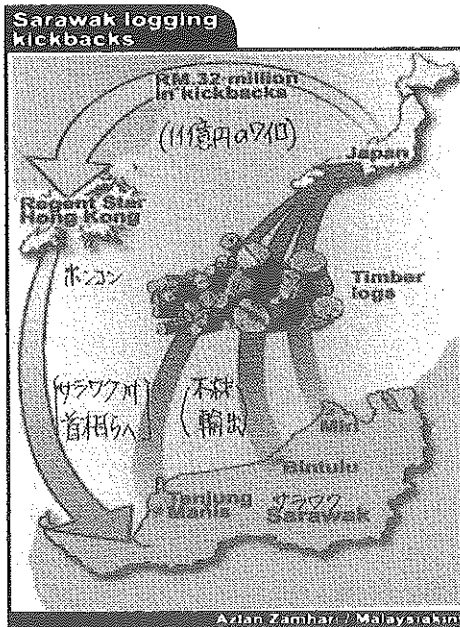 Sarawak logging
kickbacks
RM.32 million
in kickbacks
(11億円のワイロ)
Japan
Regent Star
Hong Kong
ホンコン
Timber
logs
サラワク州
首相らへ
木材
輸出
Miri
Bintulu
Tanjung
Manis
サラワク
Sarawak
Azlan Zamhari / Malaysiakini